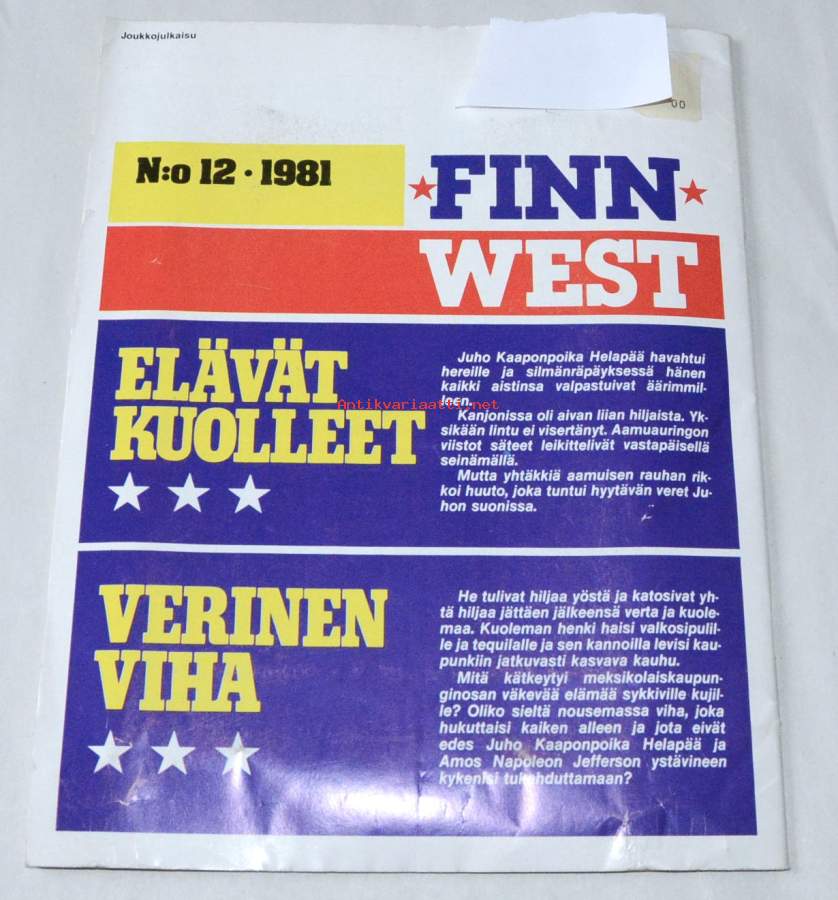 Joukkojulkaisu
00
N:o 12 • 1981
FINN
WEST
ELÄVÄT
KUOLLEET
Juho Kaaponpoika Helapää havahtui
hereille ja silmänräpäyksessä hänen
kaikki aistinsa valpastuivat äärimmil-
Antikvariaatti.net
Kanjonissa oli aivan liian hiljaista. Yk-
sikään lintu ei visertänyt. Aamuauringon
viistot säteet leikittelivät vastapäisellä
seinämällä.
Mutta yhtäkkiä aamuisen rauhan rik-
koi huuto, joka tuntui hyytävän veret Ju-
hon suonissa.
VERINEN
VIHA
He tulivat hiljaa yöstä ja katosivat yh-
tä hiljaa jättäen jälkeensä verta ja kuole-
maa. Kuoleman henki haisi valkosipulil-
le ja tequilalle ja sen kannoilla levisi kau-
punkiin jatkuvasti kasvava kauhu.
Mitä kätkeytyi meksikolaiskaupun-
ginosan väkevää elämää sykkiville kujil-
le? Oliko sieltä nousemassa viha, joka
hukuttaisi kaiken alleen ja jota eivät
edes Juho Kaaponpoika Helapää ja
Amos Napoleon Jefferson ystävineen
kykenisi tukahduttamaan?